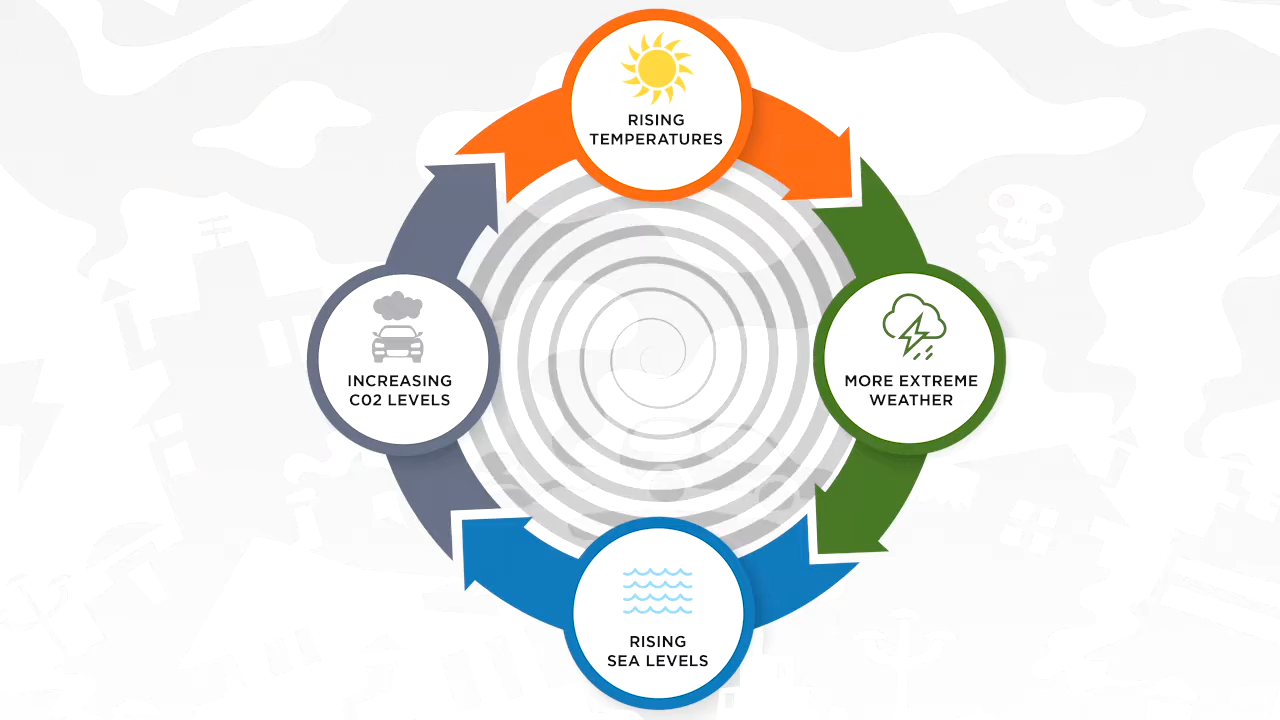 RISING
TEMPERATURES
INCREASING
C02 LEVELS
MORE EXTREME
WEATHER
RISING
SEA LEVELS